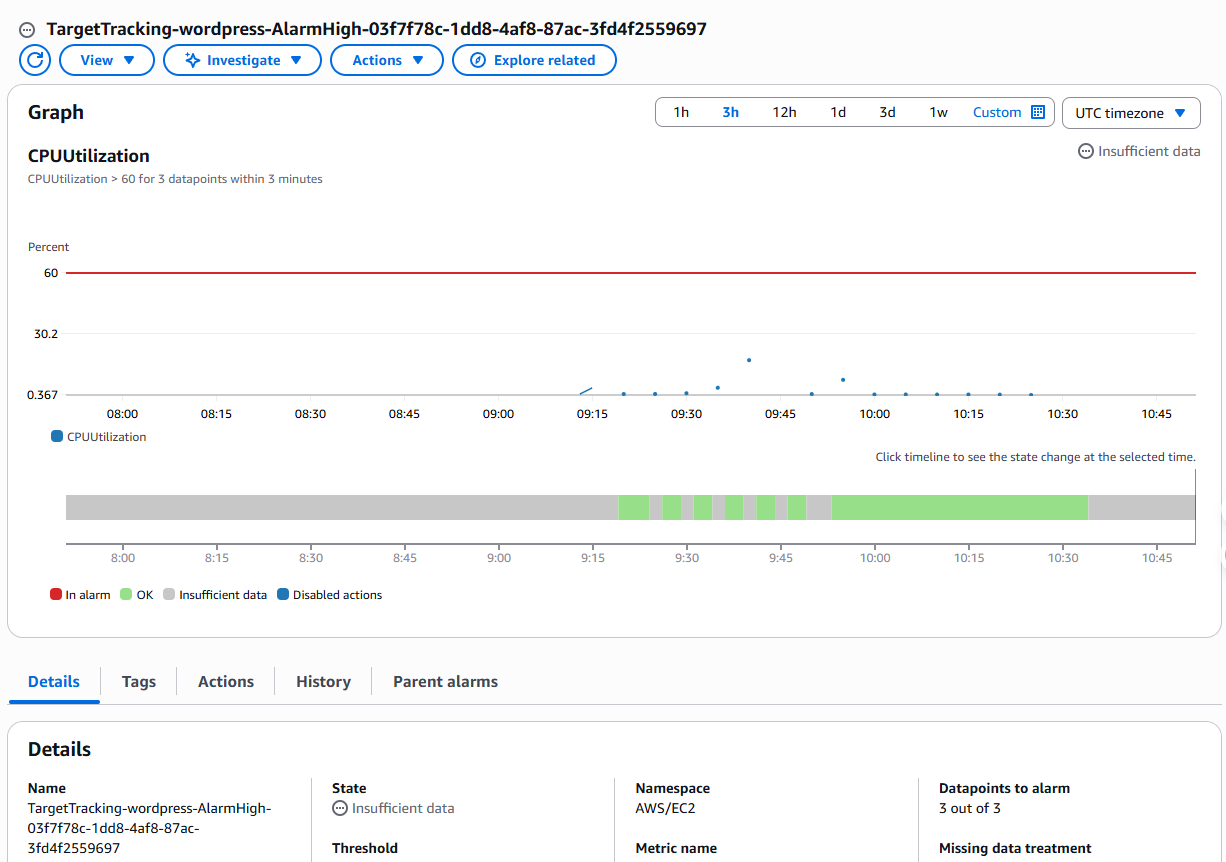 TargetTracking-wordpress-AlarmHigh-03f7f78c-1dd8-4af8-87ac-3fd4f2559697
View Investigate Actions Explore related
Graph 1h 3h 12h 1d 3d 1w Custom UTC timezone
CPUUtilization Insufficient data
CPUUtilization > 60 for 3 datapoints within 3 minutes
Percent
60
30.2
0.367
08:00 08:15 08:30 08:45 09:00 09:15 09:30 09:45 10:00 10:15 10:30 10:45
CPUUtilization
Click timeline to see the state change at the selected time.
8:00 8:15 8:30 8:45 9:00 9:15 9:30 9:45 10:00 10:15 10:30 10:45
In alarm OK Insufficient data Disabled actions
Details Tags Actions History Parent alarms
Details
Name
TargetTracking-wordpress-AlarmHigh-
03f7f78c-1dd8-4af8-87ac-
3fd4f2559697
State
Insufficient data
Threshold
Namespace
AWS/EC2
Metric name
Datapoints to alarm
3 out of 3
Missing data treatment